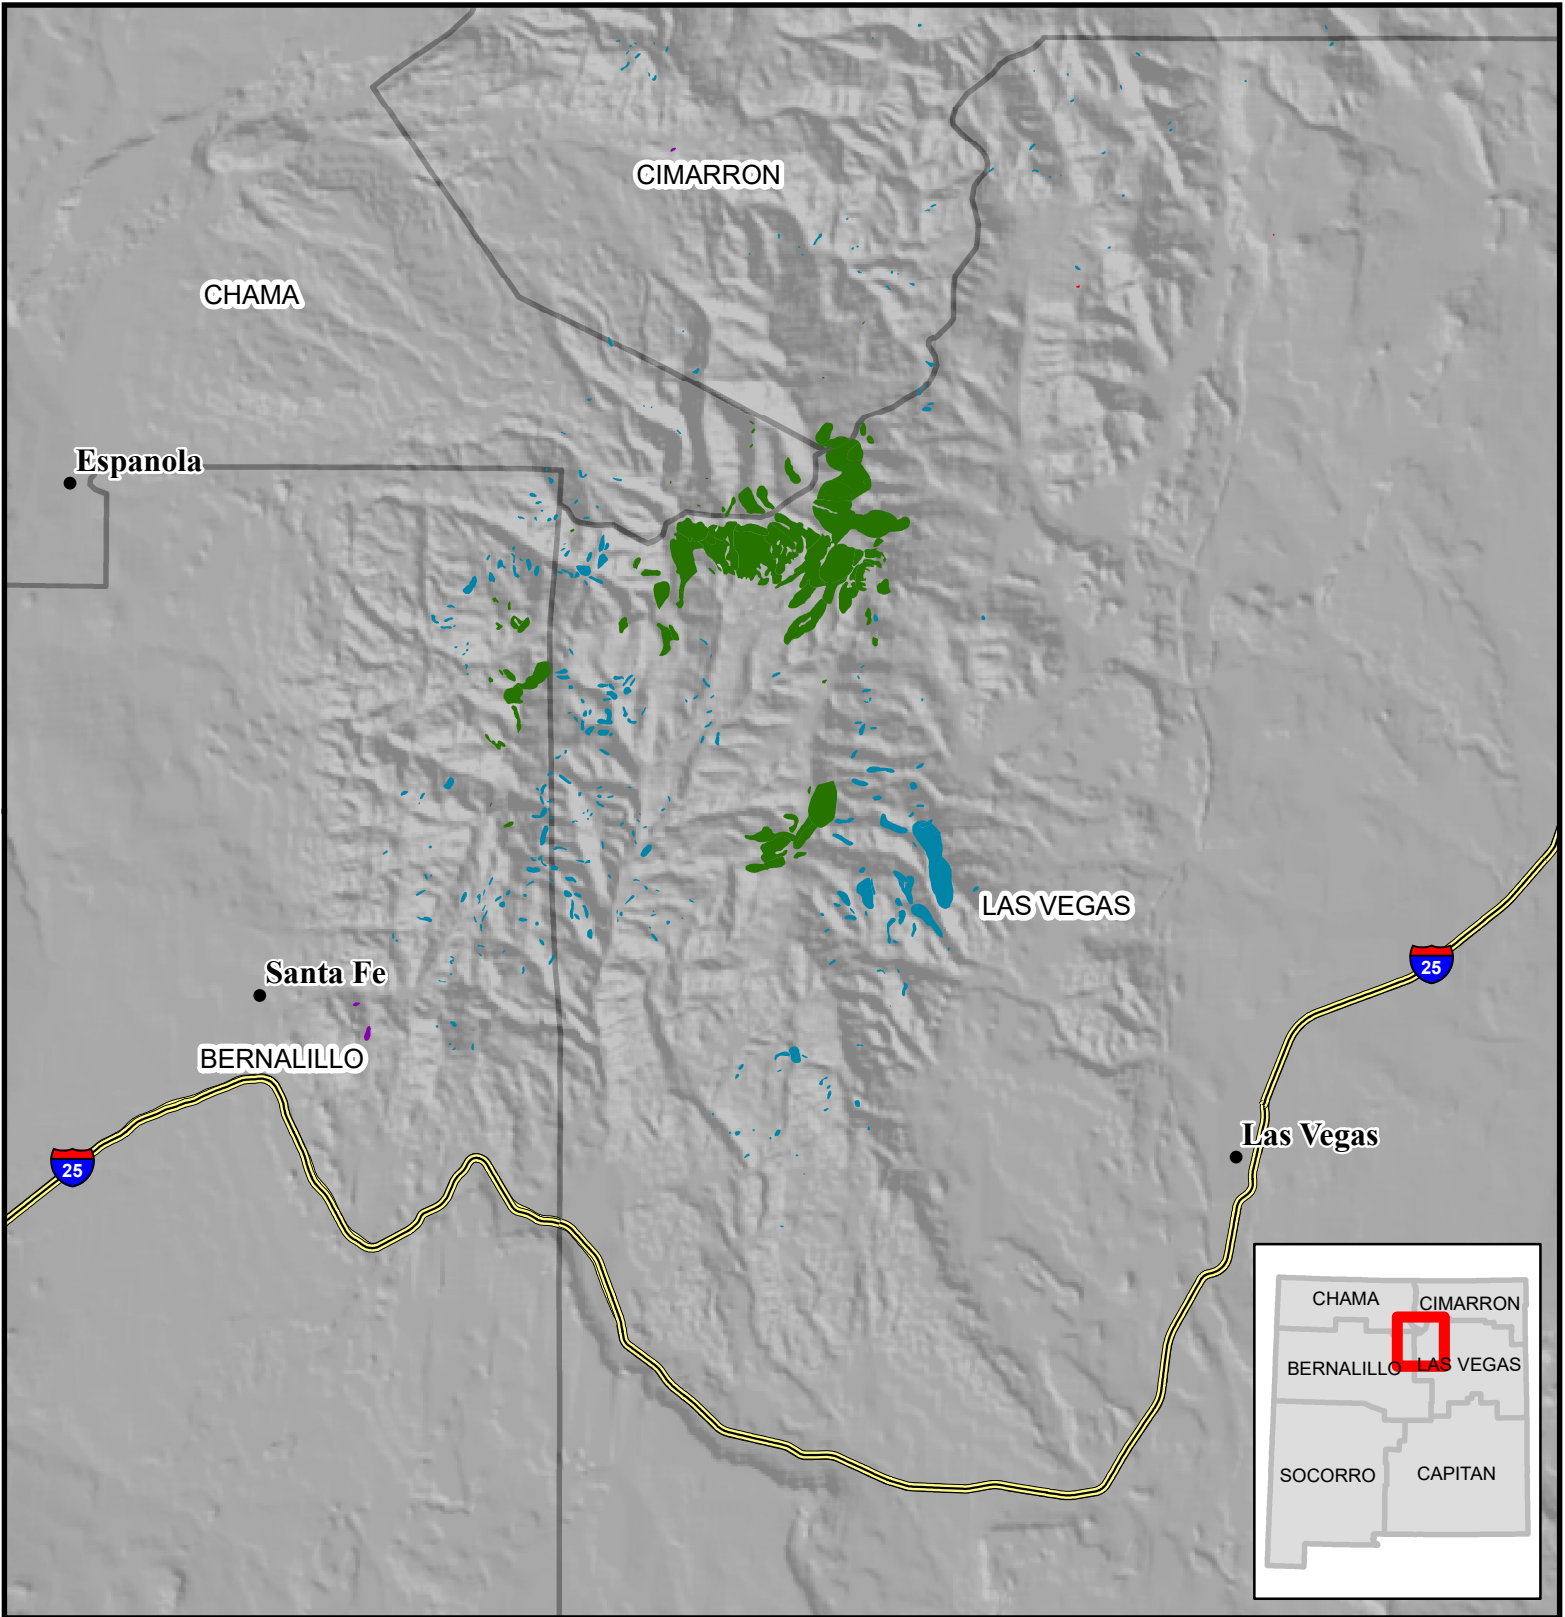 CIMARRON
CHAMA
Espanola
LAS VEGAS
25
Santa Fe
BERNALILLO
Las Vegas
25
CHAMA
CIMARRON
BERNALILLO
LAS VEGAS
SOCORRO
CAPITAN